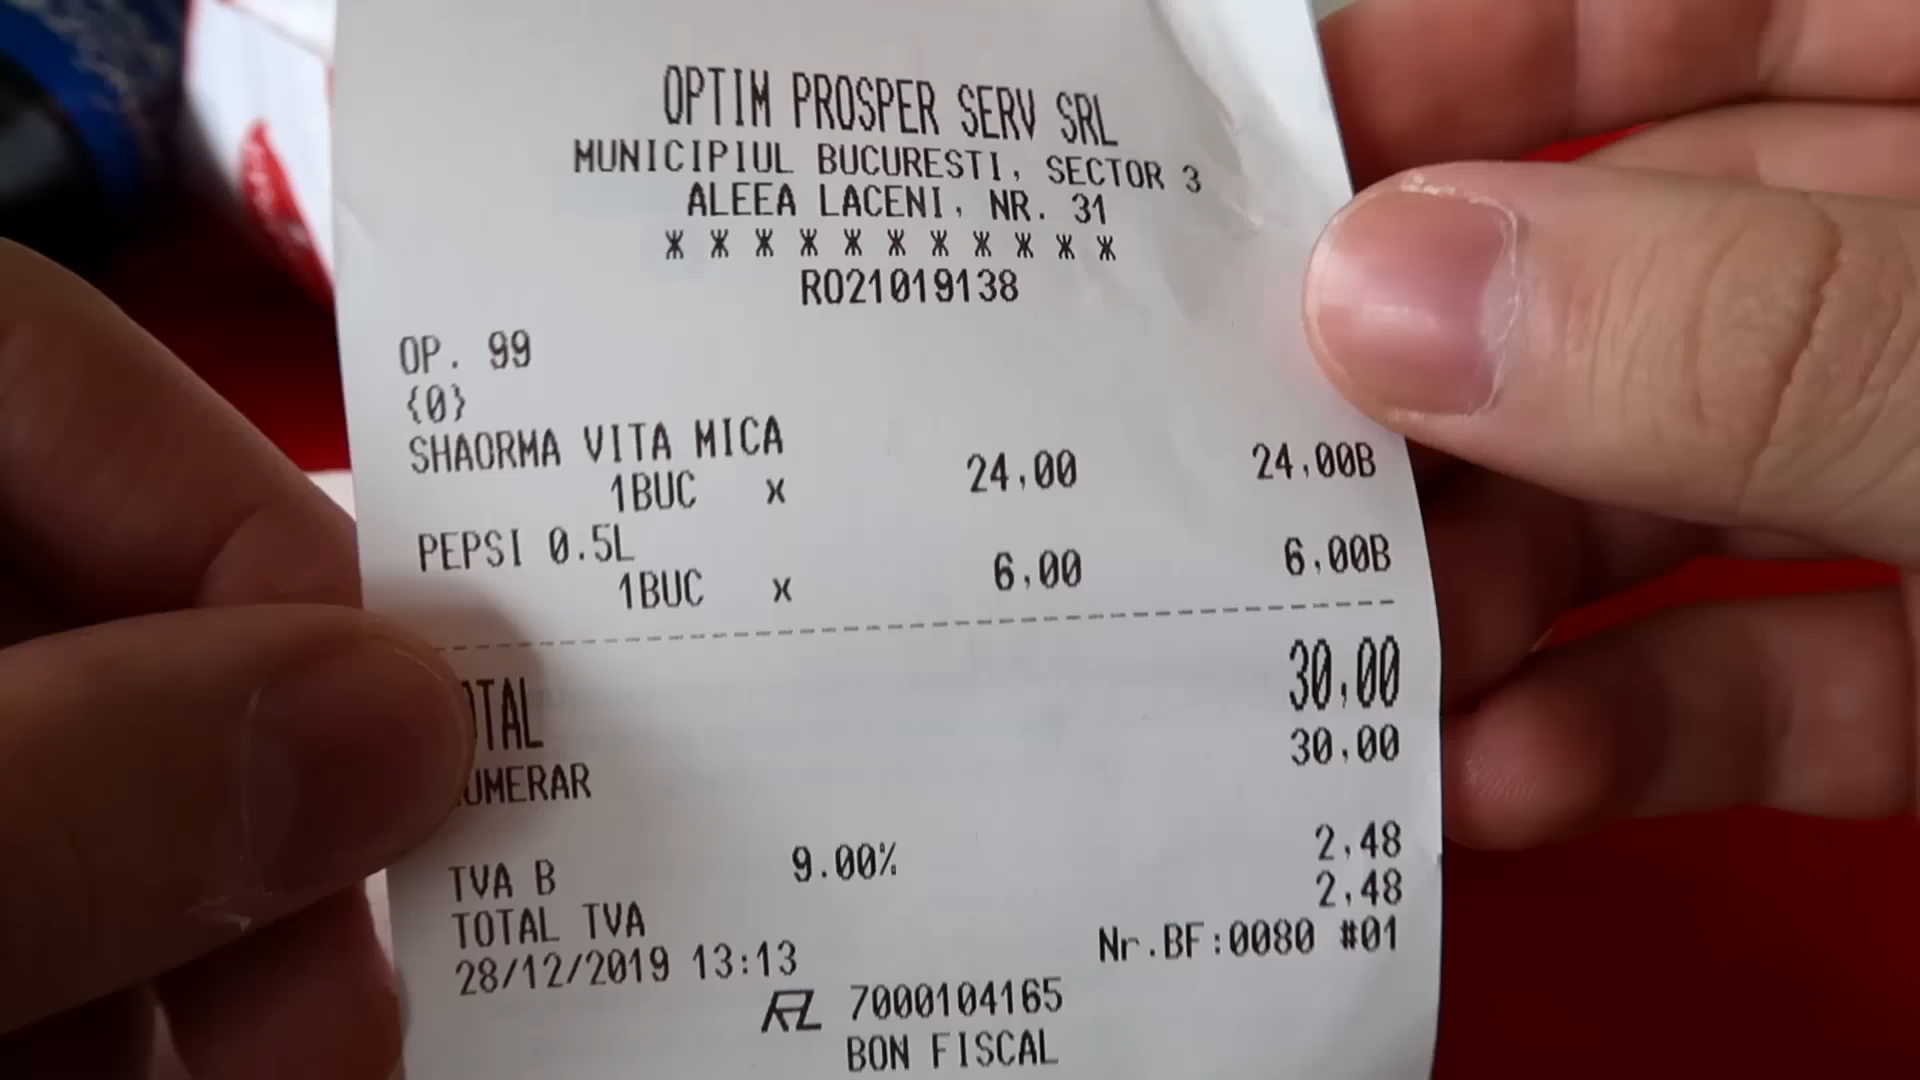 OPTIM PROSPER SERV SRL
MUNICIPIUL BUCURESTI, SECTOR 3
ALEEA LACENI, NR. 31
* * * * * * * * * * *
RO21019138
OP. 99
{0}
SHAORMA VITA MICA
1BUC x 24,00 24,00B
PEPSI 0.5L
1BUC x 6,00 6,00B
OTAL 30,00
UMERAR 30,00
TVA B 9.00% 2,48
TOTAL TVA 2,48
28/12/2019 13:13 Nr.BF:0080 #01
7000104165
BON FISCAL